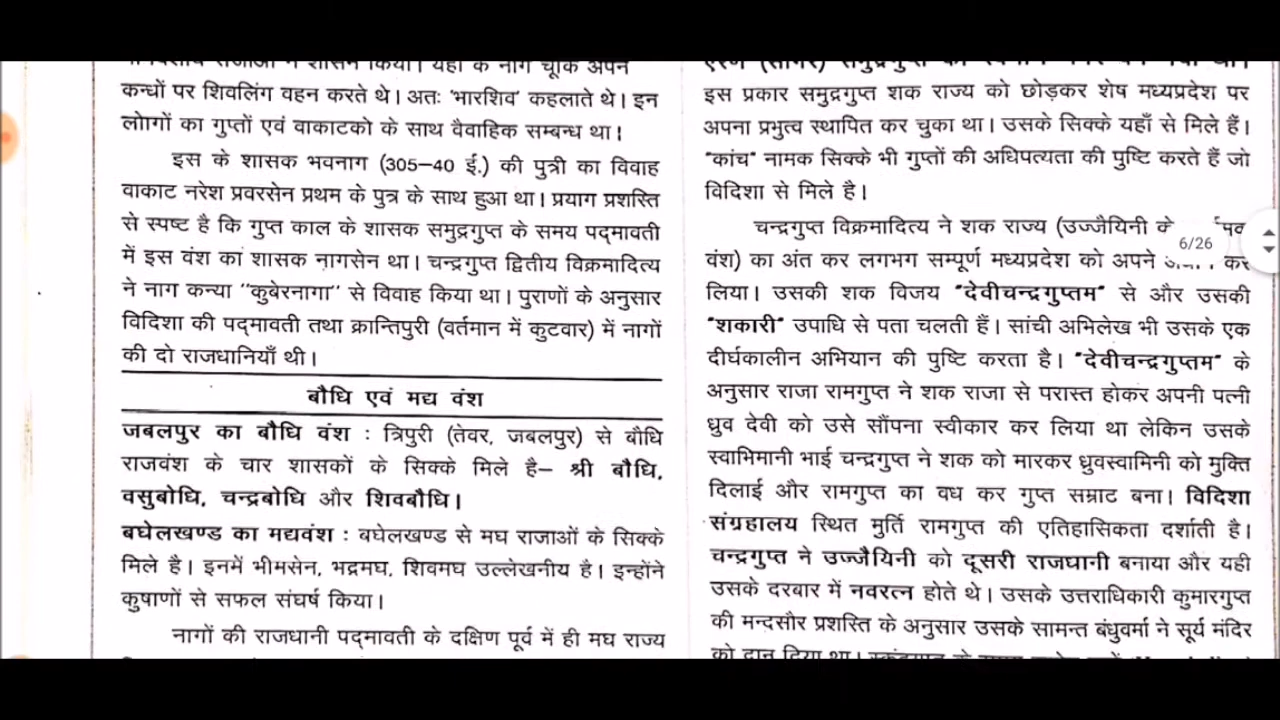 कन्धों पर शिवलिंग वहन करते थे। अतः 'भारशिव' कहलाते थे। इन
लोागों का गुप्तों एवं वाकाटको के साथ वैवाहिक सम्बन्ध था।
इस के शासक भवनाग (305–40 ई.) की पुत्री का विवाह
वाकाट नरेश प्रवरसेन प्रथम के पुत्र के साथ हुआ था। प्रयाग प्रशस्ति
से स्पष्ट है कि गुप्त काल के शासक समुद्रगुप्त के समय पद्मावती
में इस वंश का शासक नागसेन था। चन्द्रगुप्त द्वितीय विक्रमादित्य
ने नाग कन्या "कुबेरनागा" से विवाह किया था। पुराणों के अनुसार
विदिशा की पद्मावती तथा क्रान्तिपुरी (वर्तमान में कुटवार) में नागों
की दो राजधानियाँ थी।
बौधि एवं मद्य वंश
जबलपुर का बौधि वंश : त्रिपुरी (तेवर, जबलपुर) से बौधि
राजवंश के चार शासकों के सिक्के मिले है– श्री बौधि,
वसुबोधि, चन्द्रबोधि और शिवबौधि।
बघेलखण्ड का मद्यवंश : बघेलखण्ड से मघ राजाओं के सिक्के
मिले है। इनमें भीमसेन, भद्रमघ, शिवमघ उल्लेखनीय है। इन्होंने
कुषाणों से सफल संघर्ष किया।
नागों की राजधानी पद्मावती के दक्षिण पूर्व में ही मघ राज्य
इस प्रकार समुद्रगुप्त शक राज्य को छोड़कर शेष मध्यप्रदेश पर
अपना प्रभुत्व स्थापित कर चुका था। उसके सिक्के यहाँ से मिले हैं।
"कांच" नामक सिक्के भी गुप्तों की अधिपत्यता की पुष्टि करते हैं जो
विदिशा से मिले है।
चन्द्रगुप्त विक्रमादित्य ने शक राज्य (उज्जैयिनी के
वंश) का अंत कर लगभग सम्पूर्ण मध्यप्रदेश को अपने कर
लिया। उसकी शक विजय "देवीचन्द्रगुप्तम" से और उसकी
"शकारी" उपाधि से पता चलती हैं। सांची अभिलेख भी उसके एक
दीर्घकालीन अभियान की पुष्टि करता है। "देवीचन्द्रगुप्तम" के
अनुसार राजा रामगुप्त ने शक राजा से परास्त होकर अपनी पत्नी
ध्रुव देवी को उसे सौंपना स्वीकार कर लिया था लेकिन उसके
स्वाभिमानी भाई चन्द्रगुप्त ने शक को मारकर ध्रुवस्वामिनी को मुक्ति
दिलाई और रामगुप्त का वध कर गुप्त सम्राट बना। विदिशा
संग्रहालय स्थित मुर्ति रामगुप्त की एतिहासिकता दर्शाती है।
चन्द्रगुप्त ने उज्जैयिनी को दूसरी राजधानी बनाया और यही
उसके दरबार में नवरत्न होते थे। उसके उत्तराधिकारी कुमारगुप्त
की मन्दसौर प्रशस्ति के अनुसार उसके सामन्त बंधुवर्मा ने सूर्य मंदिर
को दान दिया था।
6/26